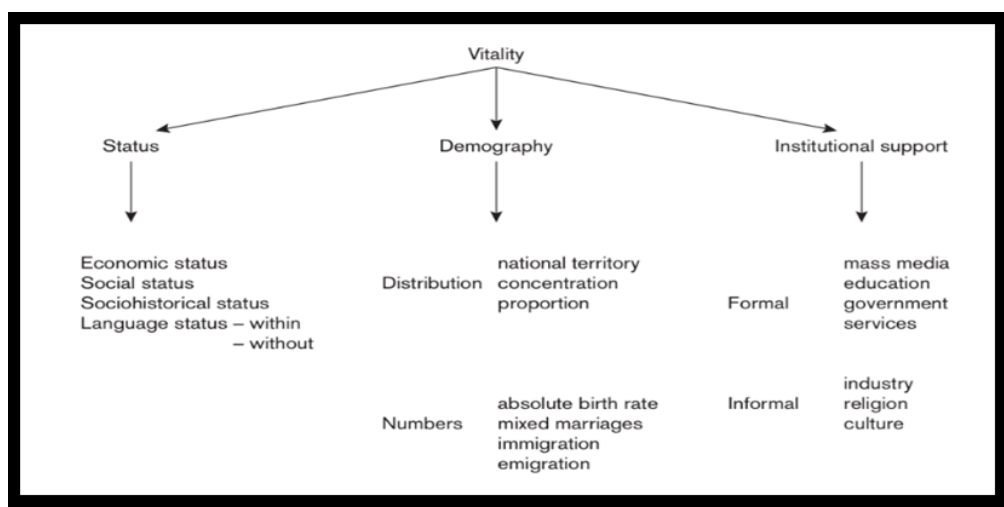 Vitality
Status
Demography
Institutional support
Economic status
Social status
Sociohistorical status
Language status – within
– without
Distribution
national territory
concentration
proportion
Numbers
absolute birth rate
mixed marriages
immigration
emigration
Formal
mass media
education
government
services
Informal
industry
religion
culture